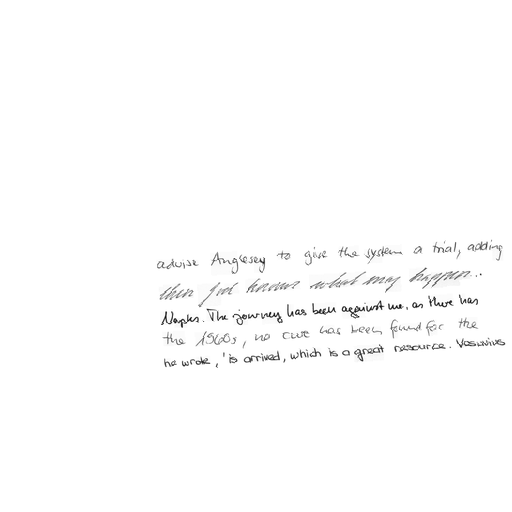 advise Anglesey to give the system a trial, adding
then God knows what may happen...
Naples. The journey has been against me, as there has
the 1960s, no cure has been found for the
he wrote, 'is arrived, which is a great resource. Vesuvius